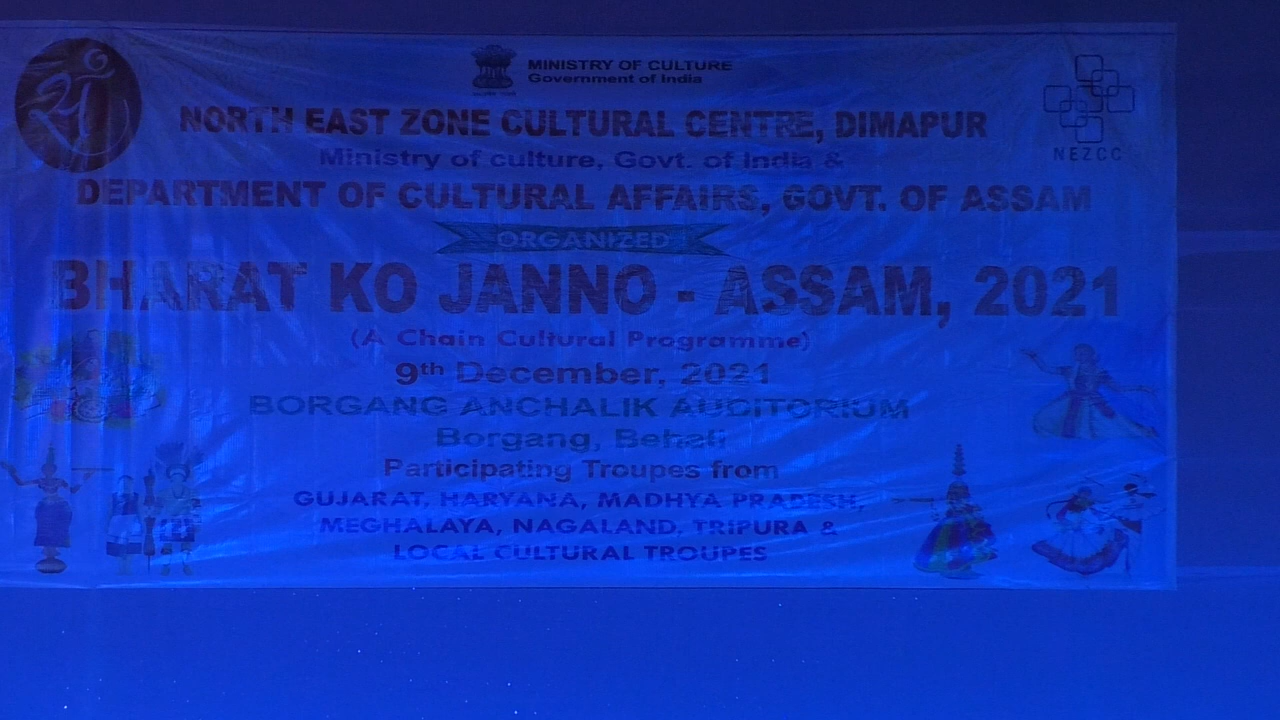 MINISTRY OF CULTURE
Government of India
NORTH EAST ZONE CULTURAL CENTRE, DIMAPUR
Ministry of culture, Govt. of India &
DEPARTMENT OF CULTURAL AFFAIRS, GOVT. OF ASSAM
NEZCC
ORGANIZED
BHARAT KO JANNO - ASSAM, 2021
(A Chain Cultural Programme)
9th December, 2021
BORGANG ANCHALIK AUDITORIUM
Borgang, Behali
Participating Troupes from
GUJARAT, HARYANA, MADHYA PRADESH,
MEGHALAYA, NAGALAND, TRIPURA &
LOCAL CULTURAL TROUPES